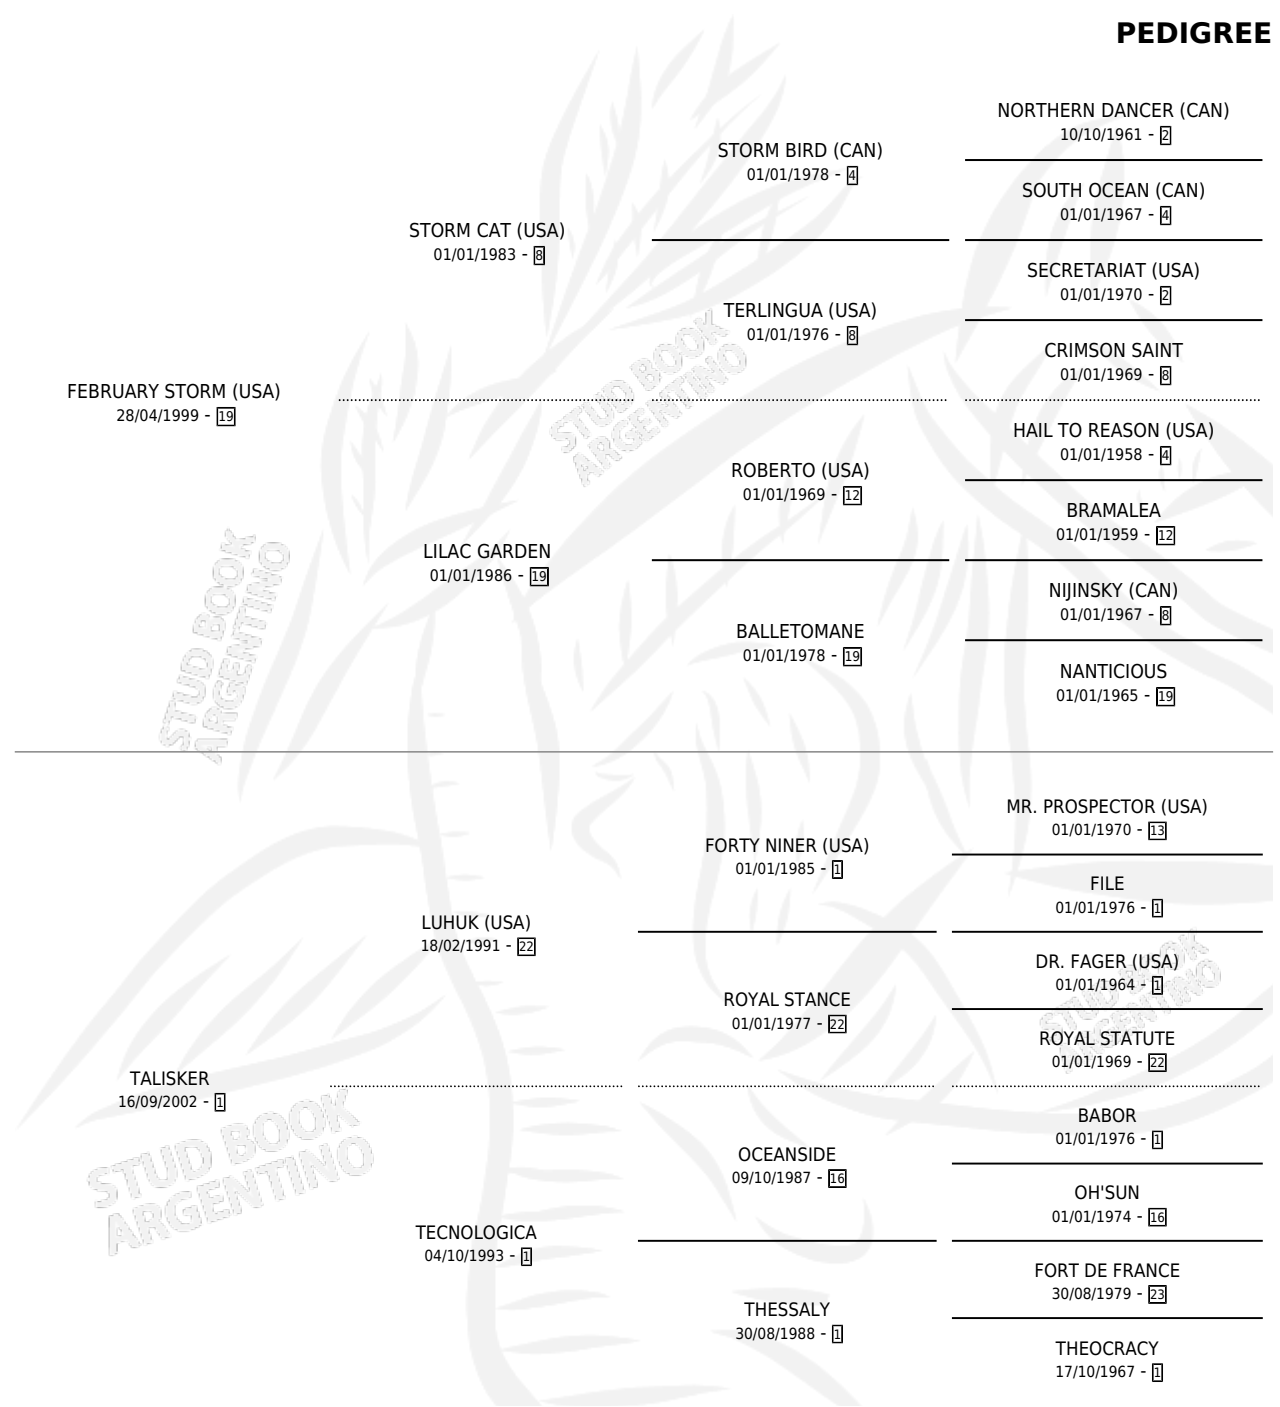 PEDIGREE
NORTHERN DANCER (CAN)
10/10/1961 - 2
STORM BIRD (CAN)
01/01/1978 - 4
SOUTH OCEAN (CAN)
01/01/1967 - 4
STORM CAT (USA)
01/01/1983 - 8
SECRETARIAT (USA)
01/01/1970 - 2
TERLINGUA (USA)
01/01/1976 - 8
CRIMSON SAINT
01/01/1969 - 8
FEBRUARY STORM (USA)
28/04/1999 - 19
HAIL TO REASON (USA)
01/01/1958 - 4
ROBERTO (USA)
01/01/1969 - 12
BRAMALEA
01/01/1959 - 12
LILAC GARDEN
01/01/1986 - 19
NIJINSKY (CAN)
01/01/1967 - 8
BALLETOMANE
01/01/1978 - 19
NANTICIOUS
01/01/1965 - 19
MR. PROSPECTOR (USA)
01/01/1970 - 13
FORTY NINER (USA)
01/01/1985 - 1
FILE
01/01/1976 - 1
LUHUK (USA)
18/02/1991 - 22
DR. FAGER (USA)
01/01/1964 - 1
ROYAL STANCE
01/01/1977 - 22
ROYAL STATUTE
01/01/1969 - 22
TALISKER
16/09/2002 - 1
BABOR
01/01/1976 - 1
OCEANSIDE
09/10/1987 - 16
OH'SUN
01/01/1974 - 16
TECNOLOGICA
04/10/1993 - 1
FORT DE FRANCE
30/08/1979 - 23
THESSALY
30/08/1988 - 1
THEOCRACY
17/10/1967 - 1
STUD BOOK
ARGENTINO
STUD BOOK
ARGENTINO
STUD BOOK
ARGENTINO
STUD BOOK
ARGENTINO